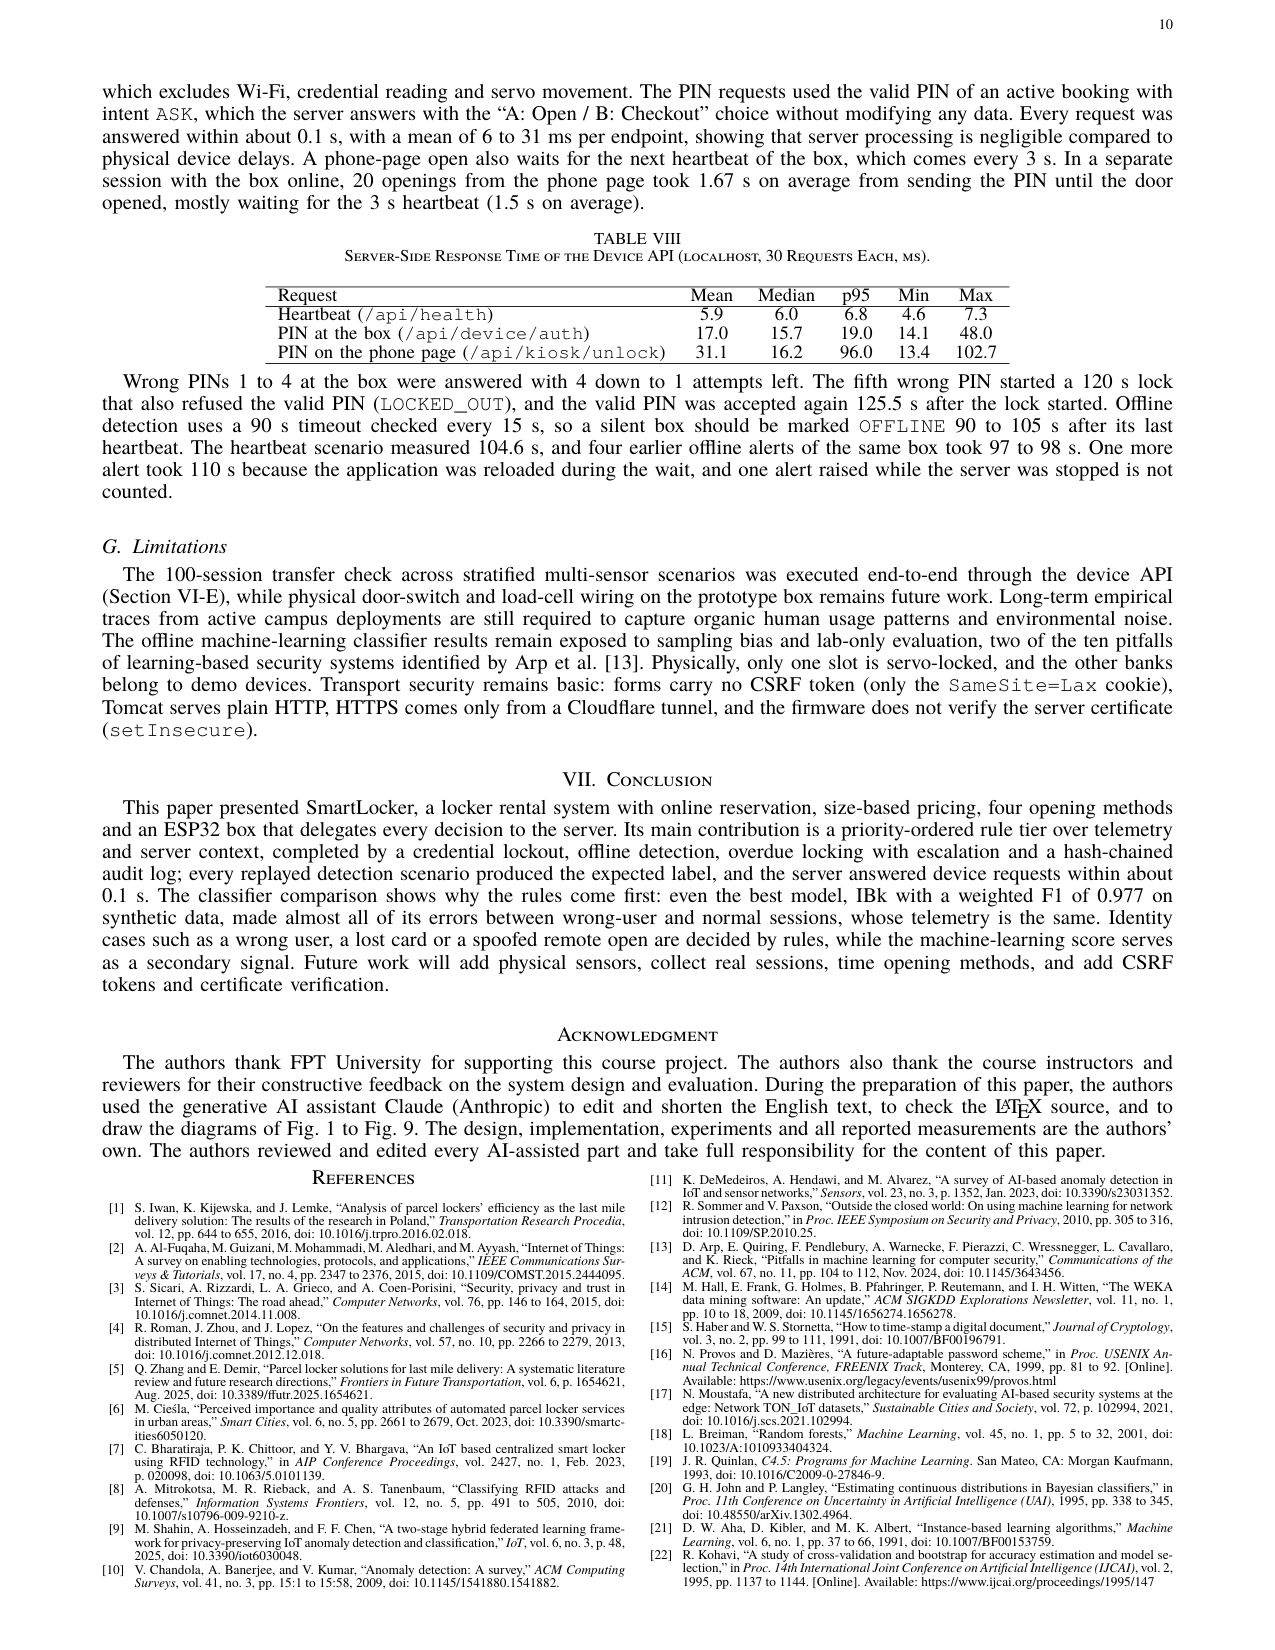 10
which excludes Wi-Fi, credential reading and servo movement. The PIN requests used the valid PIN of an active booking with
intent ASK, which the server answers with the “A: Open / B: Checkout” choice without modifying any data. Every request was
answered within about 0.1 s, with a mean of 6 to 31 ms per endpoint, showing that server processing is negligible compared to
physical device delays. A phone-page open also waits for the next heartbeat of the box, which comes every 3 s. In a separate
session with the box online, 20 openings from the phone page took 1.67 s on average from sending the PIN until the door
opened, mostly waiting for the 3 s heartbeat (1.5 s on average).
TABLE VIII
Server-Side Response Time of the Device API (localhost, 30 Requests Each, ms).
Request Mean Median p95 Min Max
Heartbeat (/api/health) 5.9 6.0 6.8 4.6 7.3
PIN at the box (/api/device/auth) 17.0 15.7 19.0 14.1 48.0
PIN on the phone page (/api/kiosk/unlock) 31.1 16.2 96.0 13.4 102.7
Wrong PINs 1 to 4 at the box were answered with 4 down to 1 attempts left. The fifth wrong PIN started a 120 s lock
that also refused the valid PIN (LOCKED_OUT), and the valid PIN was accepted again 125.5 s after the lock started. Offline
detection uses a 90 s timeout checked every 15 s, so a silent box should be marked OFFLINE 90 to 105 s after its last
heartbeat. The heartbeat scenario measured 104.6 s, and four earlier offline alerts of the same box took 97 to 98 s. One more
alert took 110 s because the application was reloaded during the wait, and one alert raised while the server was stopped is not
counted.
G. Limitations
The 100-session transfer check across stratified multi-sensor scenarios was executed end-to-end through the device API
(Section VI-E), while physical door-switch and load-cell wiring on the prototype box remains future work. Long-term empirical
traces from active campus deployments are still required to capture organic human usage patterns and environmental noise.
The offline machine-learning classifier results remain exposed to sampling bias and lab-only evaluation, two of the ten pitfalls
of learning-based security systems identified by Arp et al. [13]. Physically, only one slot is servo-locked, and the other banks
belong to demo devices. Transport security remains basic: forms carry no CSRF token (only the SameSite=Lax cookie),
Tomcat serves plain HTTP, HTTPS comes only from a Cloudflare tunnel, and the firmware does not verify the server certificate
(setInsecure).
VII. Conclusion
This paper presented SmartLocker, a locker rental system with online reservation, size-based pricing, four opening methods
and an ESP32 box that delegates every decision to the server. Its main contribution is a priority-ordered rule tier over telemetry
and server context, completed by a credential lockout, offline detection, overdue locking with escalation and a hash-chained
audit log; every replayed detection scenario produced the expected label, and the server answered device requests within about
0.1 s. The classifier comparison shows why the rules come first: even the best model, IBk with a weighted F1 of 0.977 on
synthetic data, made almost all of its errors between wrong-user and normal sessions, whose telemetry is the same. Identity
cases such as a wrong user, a lost card or a spoofed remote open are decided by rules, while the machine-learning score serves
as a secondary signal. Future work will add physical sensors, collect real sessions, time opening methods, and add CSRF
tokens and certificate verification.
Acknowledgment
The authors thank FPT University for supporting this course project. The authors also thank the course instructors and
reviewers for their constructive feedback on the system design and evaluation. During the preparation of this paper, the authors
used the generative AI assistant Claude (Anthropic) to edit and shorten the English text, to check the LATEX source, and to
draw the diagrams of Fig. 1 to Fig. 9. The design, implementation, experiments and all reported measurements are the authors’
own. The authors reviewed and edited every AI-assisted part and take full responsibility for the content of this paper.
References
[1] S. Iwan, K. Kijewska, and J. Lemke, “Analysis of parcel lockers’ efficiency as the last mile
delivery solution: The results of the research in Poland,” Transportation Research Procedia,
vol. 12, pp. 644 to 655, 2016, doi: 10.1016/j.trpro.2016.02.018.
[2] A. Al-Fuqaha, M. Guizani, M. Mohammadi, M. Aledhari, and M. Ayyash, “Internet of Things:
A survey on enabling technologies, protocols, and applications,” IEEE Communications Sur-
veys & Tutorials, vol. 17, no. 4, pp. 2347 to 2376, 2015, doi: 10.1109/COMST.2015.2444095.
[3] S. Sicari, A. Rizzardi, L. A. Grieco, and A. Coen-Porisini, “Security, privacy and trust in
Internet of Things: The road ahead,” Computer Networks, vol. 76, pp. 146 to 164, 2015, doi:
10.1016/j.comnet.2014.11.008.
[4] R. Roman, J. Zhou, and J. Lopez, “On the features and challenges of security and privacy in
distributed Internet of Things,” Computer Networks, vol. 57, no. 10, pp. 2266 to 2279, 2013,
doi: 10.1016/j.comnet.2012.12.018.
[5] Q. Zhang and E. Demir, “Parcel locker solutions for last mile delivery: A systematic literature
review and future research directions,” Frontiers in Future Transportation, vol. 6, p. 1654621,
Aug. 2025, doi: 10.3389/ffutr.2025.1654621.
[6] M. Cieśla, “Perceived importance and quality attributes of automated parcel locker services
in urban areas,” Smart Cities, vol. 6, no. 5, pp. 2661 to 2679, Oct. 2023, doi: 10.3390/smartc-
ities6050120.
[7] C. Bharatiraja, P. K. Chittoor, and Y. V. Bhargava, “An IoT based centralized smart locker
using RFID technology,” in AIP Conference Proceedings, vol. 2427, no. 1, Feb. 2023,
p. 020098, doi: 10.1063/5.0101139.
[8] A. Mitrokotsa, M. R. Rieback, and A. S. Tanenbaum, “Classifying RFID attacks and
defenses,” Information Systems Frontiers, vol. 12, no. 5, pp. 491 to 505, 2010, doi:
10.1007/s10796-009-9210-z.
[9] M. Shahin, A. Hosseinzadeh, and F. F. Chen, “A two-stage hybrid federated learning frame-
work for privacy-preserving IoT anomaly detection and classification,” IoT, vol. 6, no. 3, p. 48,
2025, doi: 10.3390/iot6030048.
[10] V. Chandola, A. Banerjee, and V. Kumar, “Anomaly detection: A survey,” ACM Computing
Surveys, vol. 41, no. 3, pp. 15:1 to 15:58, 2009, doi: 10.1145/1541880.1541882.
[11] K. DeMedeiros, A. Hendawi, and M. Alvarez, “A survey of AI-based anomaly detection in
IoT and sensor networks,” Sensors, vol. 23, no. 3, p. 1352, Jan. 2023, doi: 10.3390/s23031352.
[12] R. Sommer and V. Paxson, “Outside the closed world: On using machine learning for network
intrusion detection,” in Proc. IEEE Symposium on Security and Privacy, 2010, pp. 305 to 316,
doi: 10.1109/SP.2010.25.
[13] D. Arp, E. Quiring, F. Pendlebury, A. Warnecke, F. Pierazzi, C. Wressnegger, L. Cavallaro,
and K. Rieck, “Pitfalls in machine learning for computer security,” Communications of the
ACM, vol. 67, no. 11, pp. 104 to 112, Nov. 2024, doi: 10.1145/3643456.
[14] M. Hall, E. Frank, G. Holmes, B. Pfahringer, P. Reutemann, and I. H. Witten, “The WEKA
data mining software: An update,” ACM SIGKDD Explorations Newsletter, vol. 11, no. 1,
pp. 10 to 18, 2009, doi: 10.1145/1656274.1656278.
[15] S. Haber and W. S. Stornetta, “How to time-stamp a digital document,” Journal of Cryptology,
vol. 3, no. 2, pp. 99 to 111, 1991, doi: 10.1007/BF00196791.
[16] N. Provos and D. Mazières, “A future-adaptable password scheme,” in Proc. USENIX An-
nual Technical Conference, FREENIX Track, Monterey, CA, 1999, pp. 81 to 92. [Online].
Available: https://www.usenix.org/legacy/events/usenix99/provos.html
[17] N. Moustafa, “A new distributed architecture for evaluating AI-based security systems at the
edge: Network TON_IoT datasets,” Sustainable Cities and Society, vol. 72, p. 102994, 2021,
doi: 10.1016/j.scs.2021.102994.
[18] L. Breiman, “Random forests,” Machine Learning, vol. 45, no. 1, pp. 5 to 32, 2001, doi:
10.1023/A:1010933404324.
[19] J. R. Quinlan, C4.5: Programs for Machine Learning. San Mateo, CA: Morgan Kaufmann,
1993, doi: 10.1016/C2009-0-27846-9.
[20] G. H. John and P. Langley, “Estimating continuous distributions in Bayesian classifiers,” in
Proc. 11th Conference on Uncertainty in Artificial Intelligence (UAI), 1995, pp. 338 to 345,
doi: 10.48550/arXiv.1302.4964.
[21] D. W. Aha, D. Kibler, and M. K. Albert, “Instance-based learning algorithms,” Machine
Learning, vol. 6, no. 1, pp. 37 to 66, 1991, doi: 10.1007/BF00153759.
[22] R. Kohavi, “A study of cross-validation and bootstrap for accuracy estimation and model se-
lection,” in Proc. 14th International Joint Conference on Artificial Intelligence (IJCAI), vol. 2,
1995, pp. 1137 to 1144. [Online]. Available: https://www.ijcai.org/proceedings/1995/147